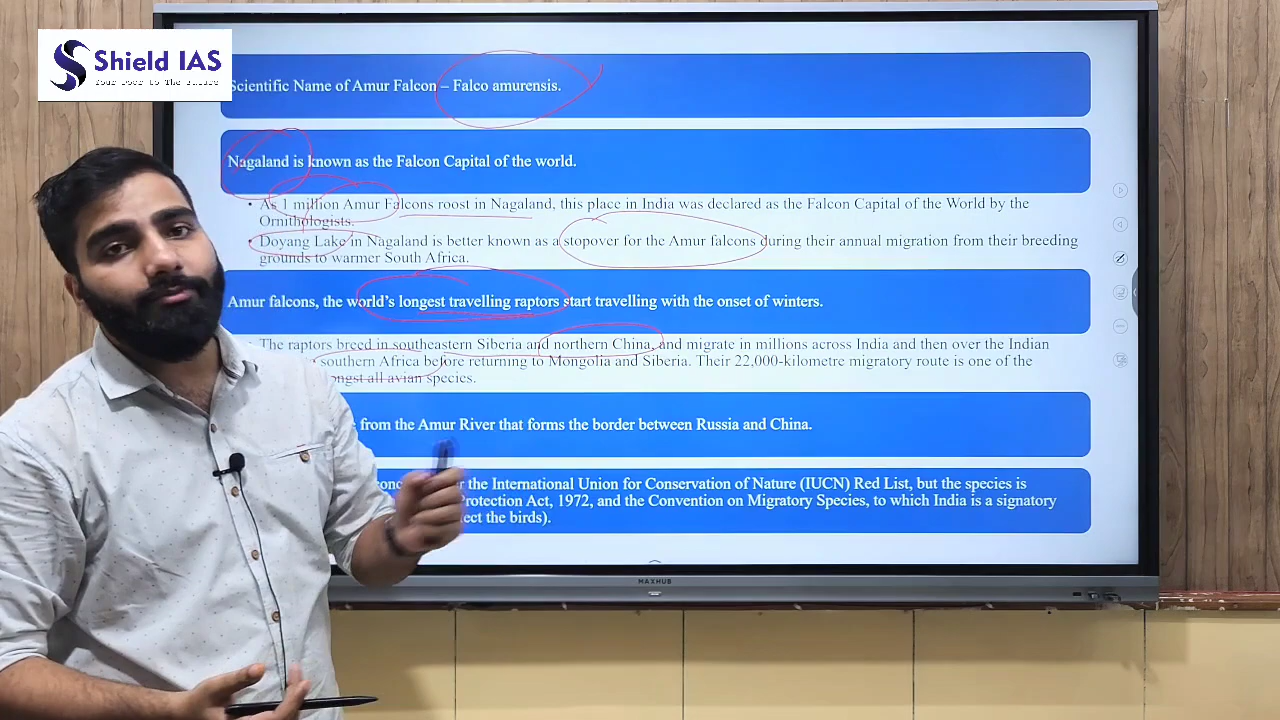 Shield IAS
Your Door To The Future
Scientific Name of Amur Falcon – Falco amurensis.
Nagaland is known as the Falcon Capital of the world.
• As 1 million Amur Falcons roost in Nagaland, this place in India was declared as the Falcon Capital of the World by the
Ornithologists.
• Doyang Lake in Nagaland is better known as a stopover for the Amur falcons during their annual migration from their breeding
grounds to warmer South Africa.
Amur falcons, the world's longest travelling raptors start travelling with the onset of winters.
The raptors breed in southeastern Siberia and northern China, and migrate in millions across India and then over the Indian
southern Africa before returning to Mongolia and Siberia. Their 22,000-kilometre migratory route is one of the
all avian species.
from the Amur River that forms the border between Russia and China.
the International Union for Conservation of Nature (IUCN) Red List, but the species is
Protection Act, 1972, and the Convention on Migratory Species, to which India is a signatory
the birds).
MAXHUB